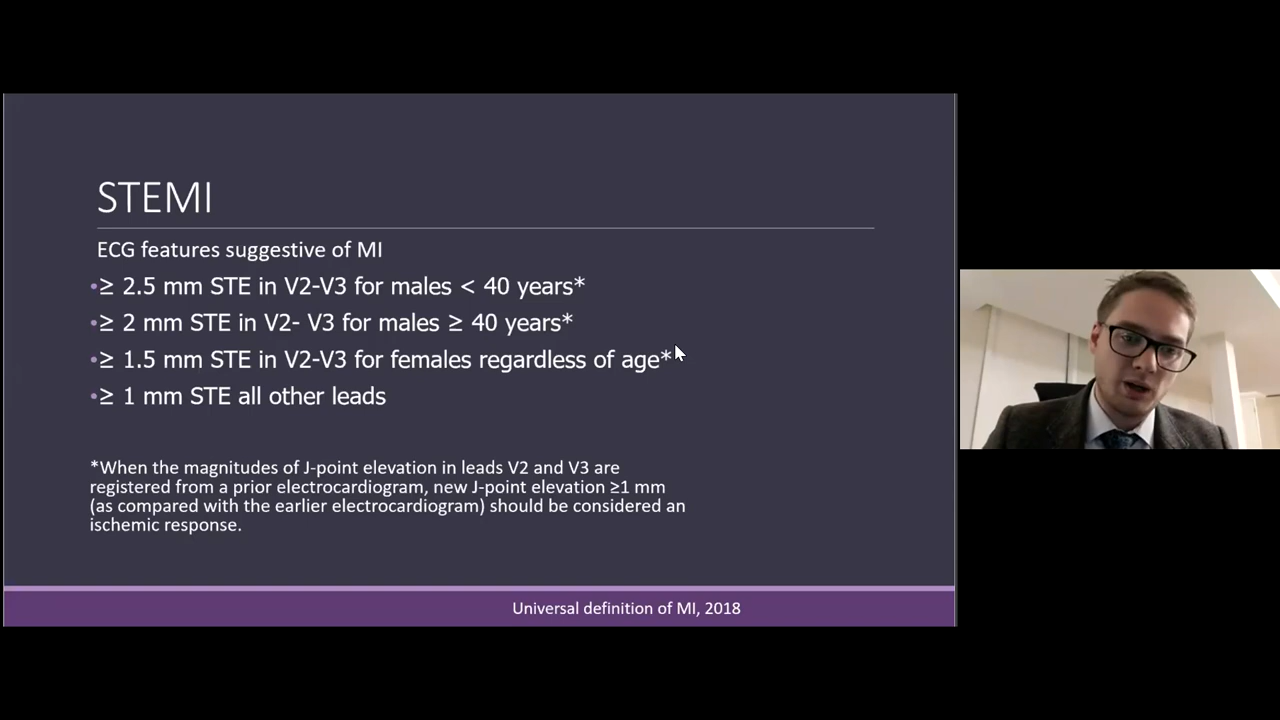 STEMI
ECG features suggestive of MI
•≥ 2.5 mm STE in V2-V3 for males < 40 years*
•≥ 2 mm STE in V2- V3 for males ≥ 40 years*
•≥ 1.5 mm STE in V2-V3 for females regardless of age*
•≥ 1 mm STE all other leads
*When the magnitudes of J-point elevation in leads V2 and V3 are
registered from a prior electrocardiogram, new J-point elevation ≥1 mm
(as compared with the earlier electrocardiogram) should be considered an
ischemic response.
Universal definition of MI, 2018